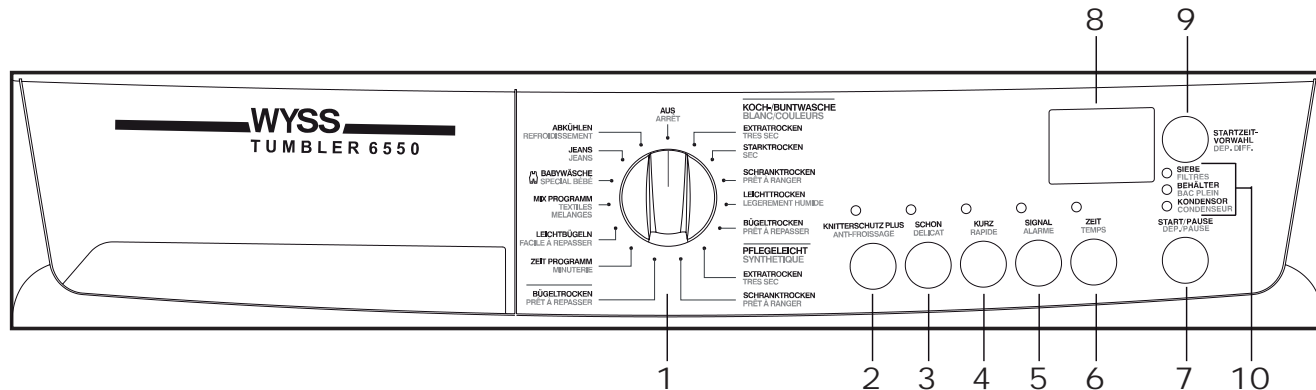 8
9
WYSS
TUMBLER 6550
AUS
ARRÊT
ABKÜHLEN
REFROIDISSEMENT
JEANS
JEANS
BABYWÄSCHE
SPECIAL BÉBÉ
MIX PROGRAMM
TEXTILES
MELANGES
LEICHTBÜGELN
FACILE À REPASSER
ZEIT PROGRAMM
MINUTERIE
BÜGELTROCKEN
PRÊT À REPASSER
KOCH-/BUNTWASCHE
BLANC/COULEURS
EXTRATROCKEN
TRES SEC
STARKTROCKEN
SEC
SCHRANKTROCKEN
PRÊT À RANGER
LEICHTTROCKEN
LEGEREMENT HUMIDE
BÜGELTROCKEN
PRÊT À REPASSER
PFLEGELEICHT
SYNTHETIQUE
EXTRATROCKEN
TRES SEC
SCHRANKTROCKEN
PRÊT À RANGER
KNITTERSCHUTZ PLUS
ANTI-FROISSAGE
SCHON
DELICAT
KURZ
RAPIDE
SIGNAL
ALARME
ZEIT
TEMPS
STARTZEIT-
VORWAHL
DEP. DIFF.
SIEBE
FILTRES
BEHÄLTER
BAC PLEIN
KONDENSOR
CONDENSEUR
START/PAUSE
DEP./PAUSE
1
2
3
4
5
6
7
10